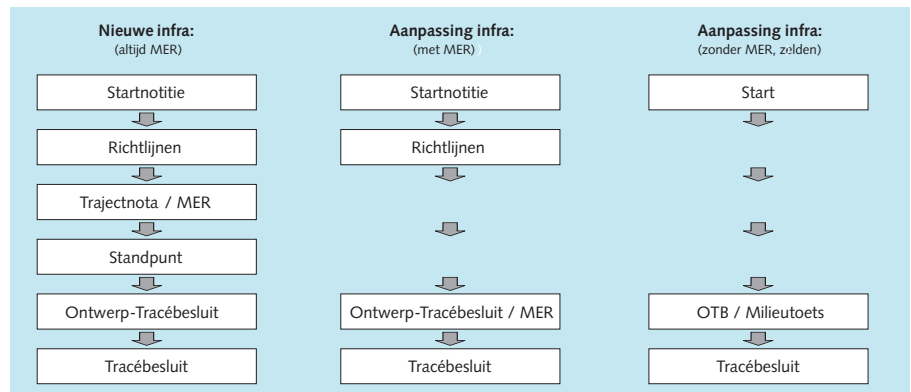 Nieuwe infra:
(altijd MER)
Startnotitie
Richtlijnen
Trajectnota / MER
Standpunt
Ontwerp-Tracébesluit
Tracébesluit
Aanpassing infra:
(met MER)
Startnotitie
Richtlijnen
Ontwerp-Tracébesluit / MER
Tracébesluit
Aanpassing infra:
(zonder MER, zelden)
Start
OTB / Milieutoets
Tracébesluit